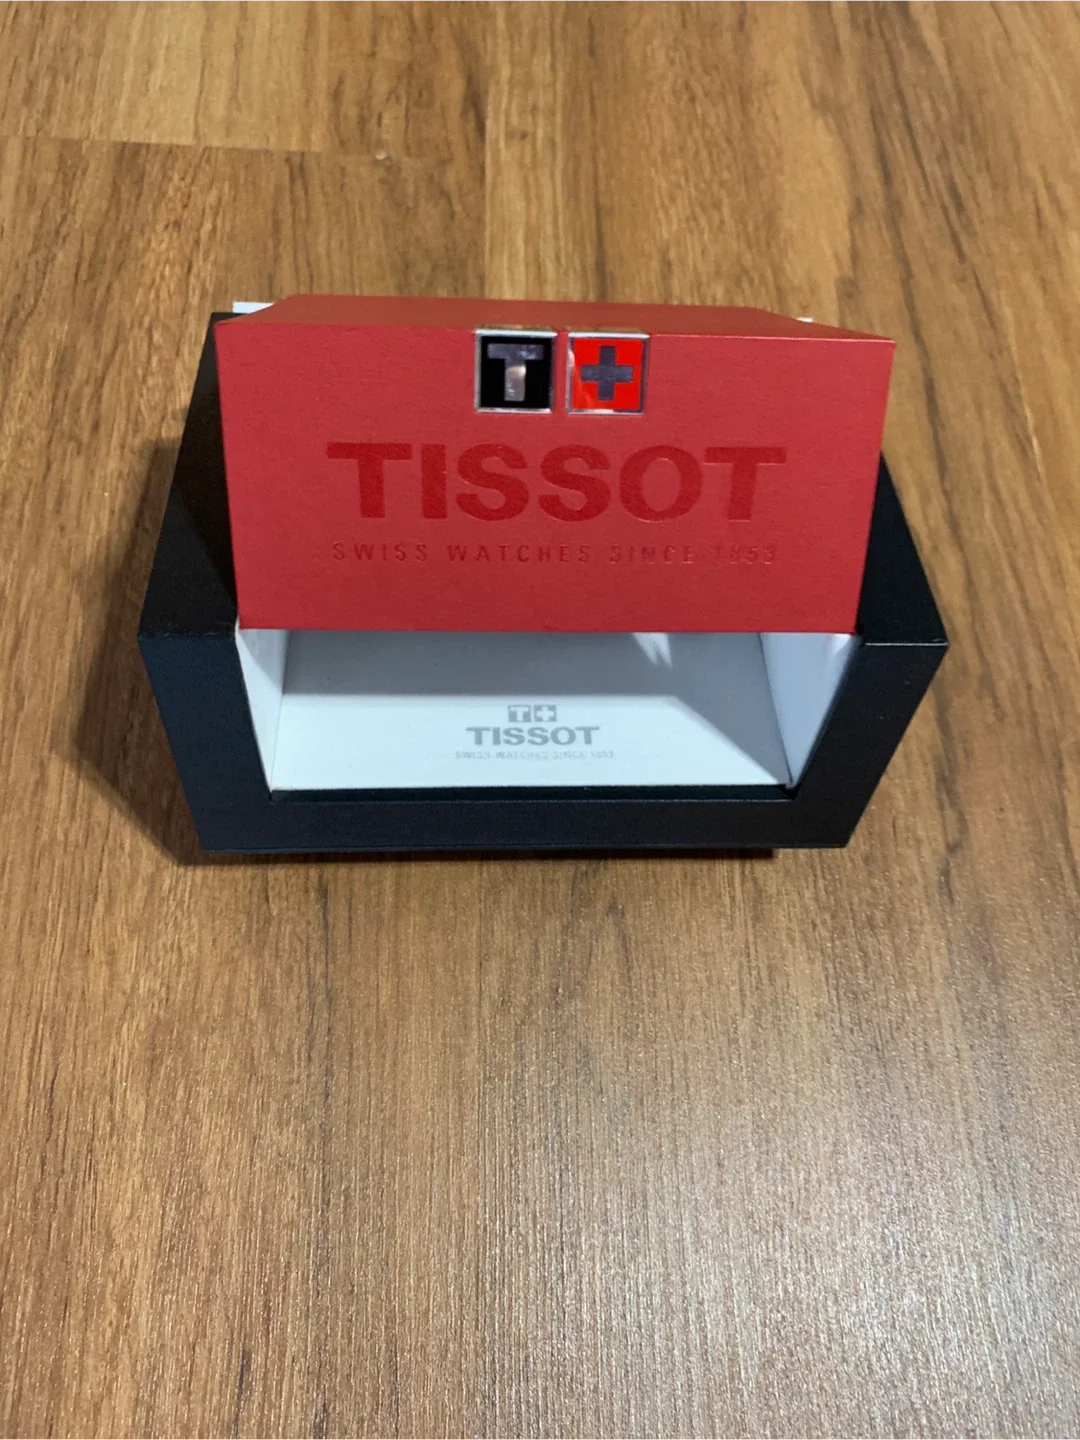 T+
TISSOT
SWISS WATCHES SINCE 1853
T+
TISSOT
SWISS WATCHES SINCE 1853